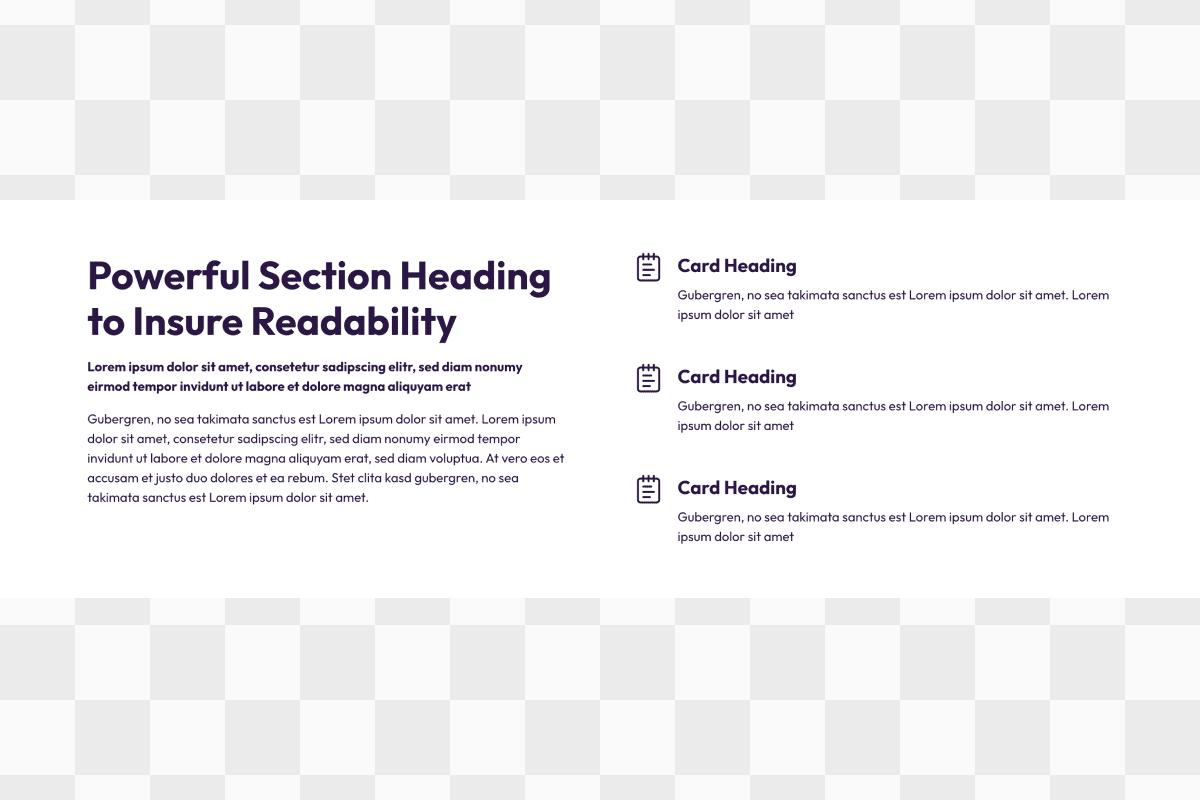 Powerful Section Heading
to Insure Readability
Lorem ipsum dolor sit amet, consetetur sadipscing elitr, sed diam nonumy
eirmod tempor invidunt ut labore et dolore magna aliquyam erat
Gubergren, no sea takimata sanctus est Lorem ipsum dolor sit amet. Lorem ipsum
dolor sit amet, consetetur sadipscing elitr, sed diam nonumy eirmod tempor
invidunt ut labore et dolore magna aliquyam erat, sed diam voluptua. At vero eos et
accusam et justo duo dolores et ea rebum. Stet clita kasd gubergren, no sea
takimata sanctus est Lorem ipsum dolor sit amet.
Card Heading
Gubergren, no sea takimata sanctus est Lorem ipsum dolor sit amet. Lorem
ipsum dolor sit amet
Card Heading
Gubergren, no sea takimata sanctus est Lorem ipsum dolor sit amet. Lorem
ipsum dolor sit amet
Card Heading
Gubergren, no sea takimata sanctus est Lorem ipsum dolor sit amet. Lorem
ipsum dolor sit amet